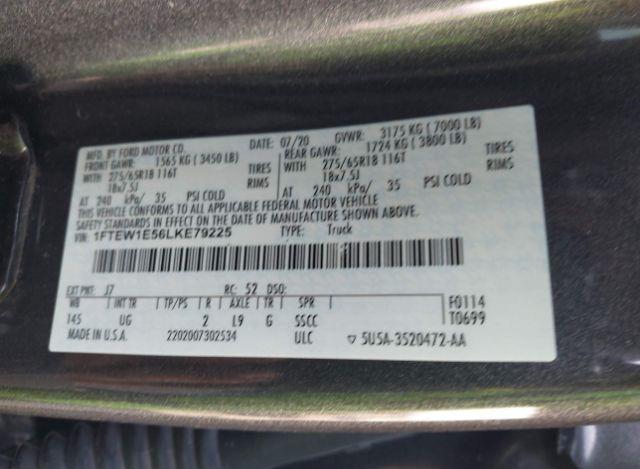 MFD. BY FORD MOTOR CO. DATE: 07/20 GVWR: 3175 KG ( 7000 LB)
FRONT GAWR: 1565 KG ( 3450 LB) REAR GAWR: 1724 KG ( 3800 LB)
WITH 275/65R18 116T TIRES WITH 275/65R18 116T TIRES
18x7.5J RIMS 18x7.5J RIMS
AT 240 kPa/ 35 PSI COLD AT 240 kPa/ 35 PSI COLD
THIS VEHICLE CONFORMS TO ALL APPLICABLE FEDERAL MOTOR VEHICLE
SAFETY STANDARDS IN EFFECT ON THE DATE OF MANUFACTURE SHOWN ABOVE.
VIN: 1FTEW1E56LKE79225 TYPE: Truck
EXT PNT: J7 RC: 52 DSO:
WB INT TR TP/PS R AXLE TR SPR F0114
145 UG 2 L9 G SSCC T0699
MADE IN U.S.A. 2202007302534 ULC ▽ 5U5A-3520472-AA